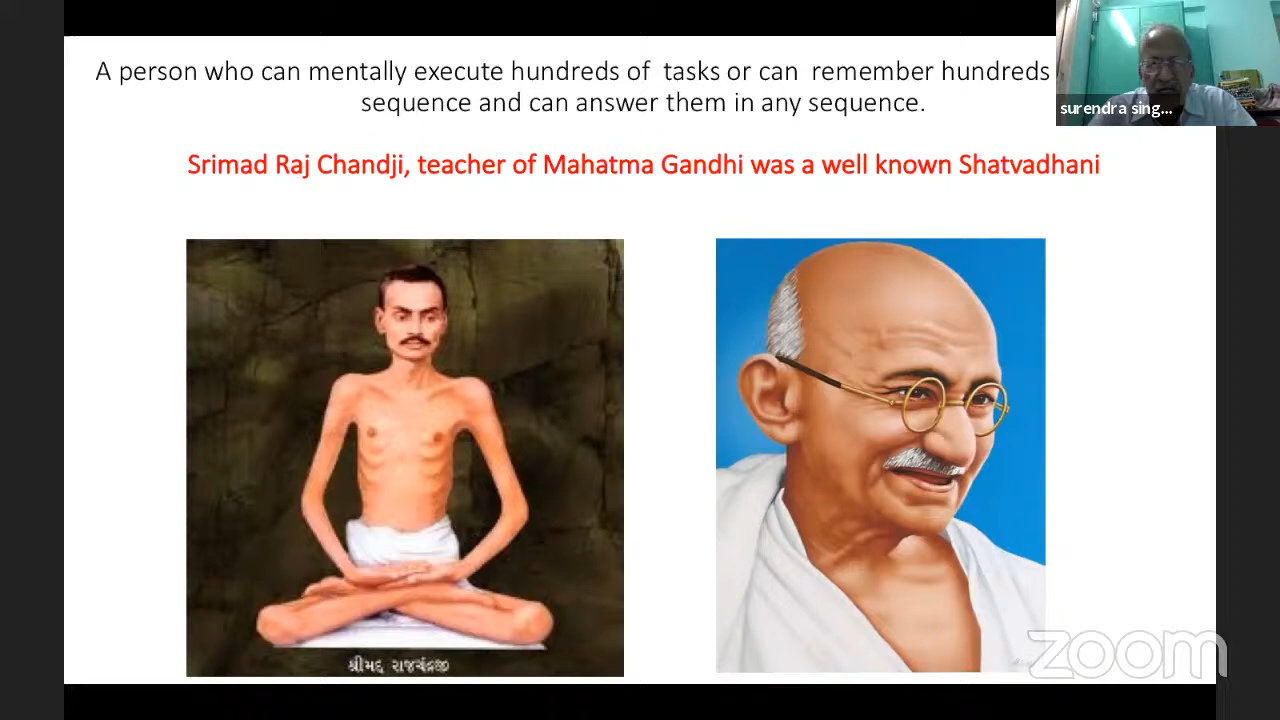 A person who can mentally execute hundreds of tasks or can remember hundreds
sequence and can answer them in any sequence.
surendra sing...
Srimad Raj Chandji, teacher of Mahatma Gandhi was a well known Shatvadhani
શ્રીમદ્ રાજચંદ્રજી
zoom